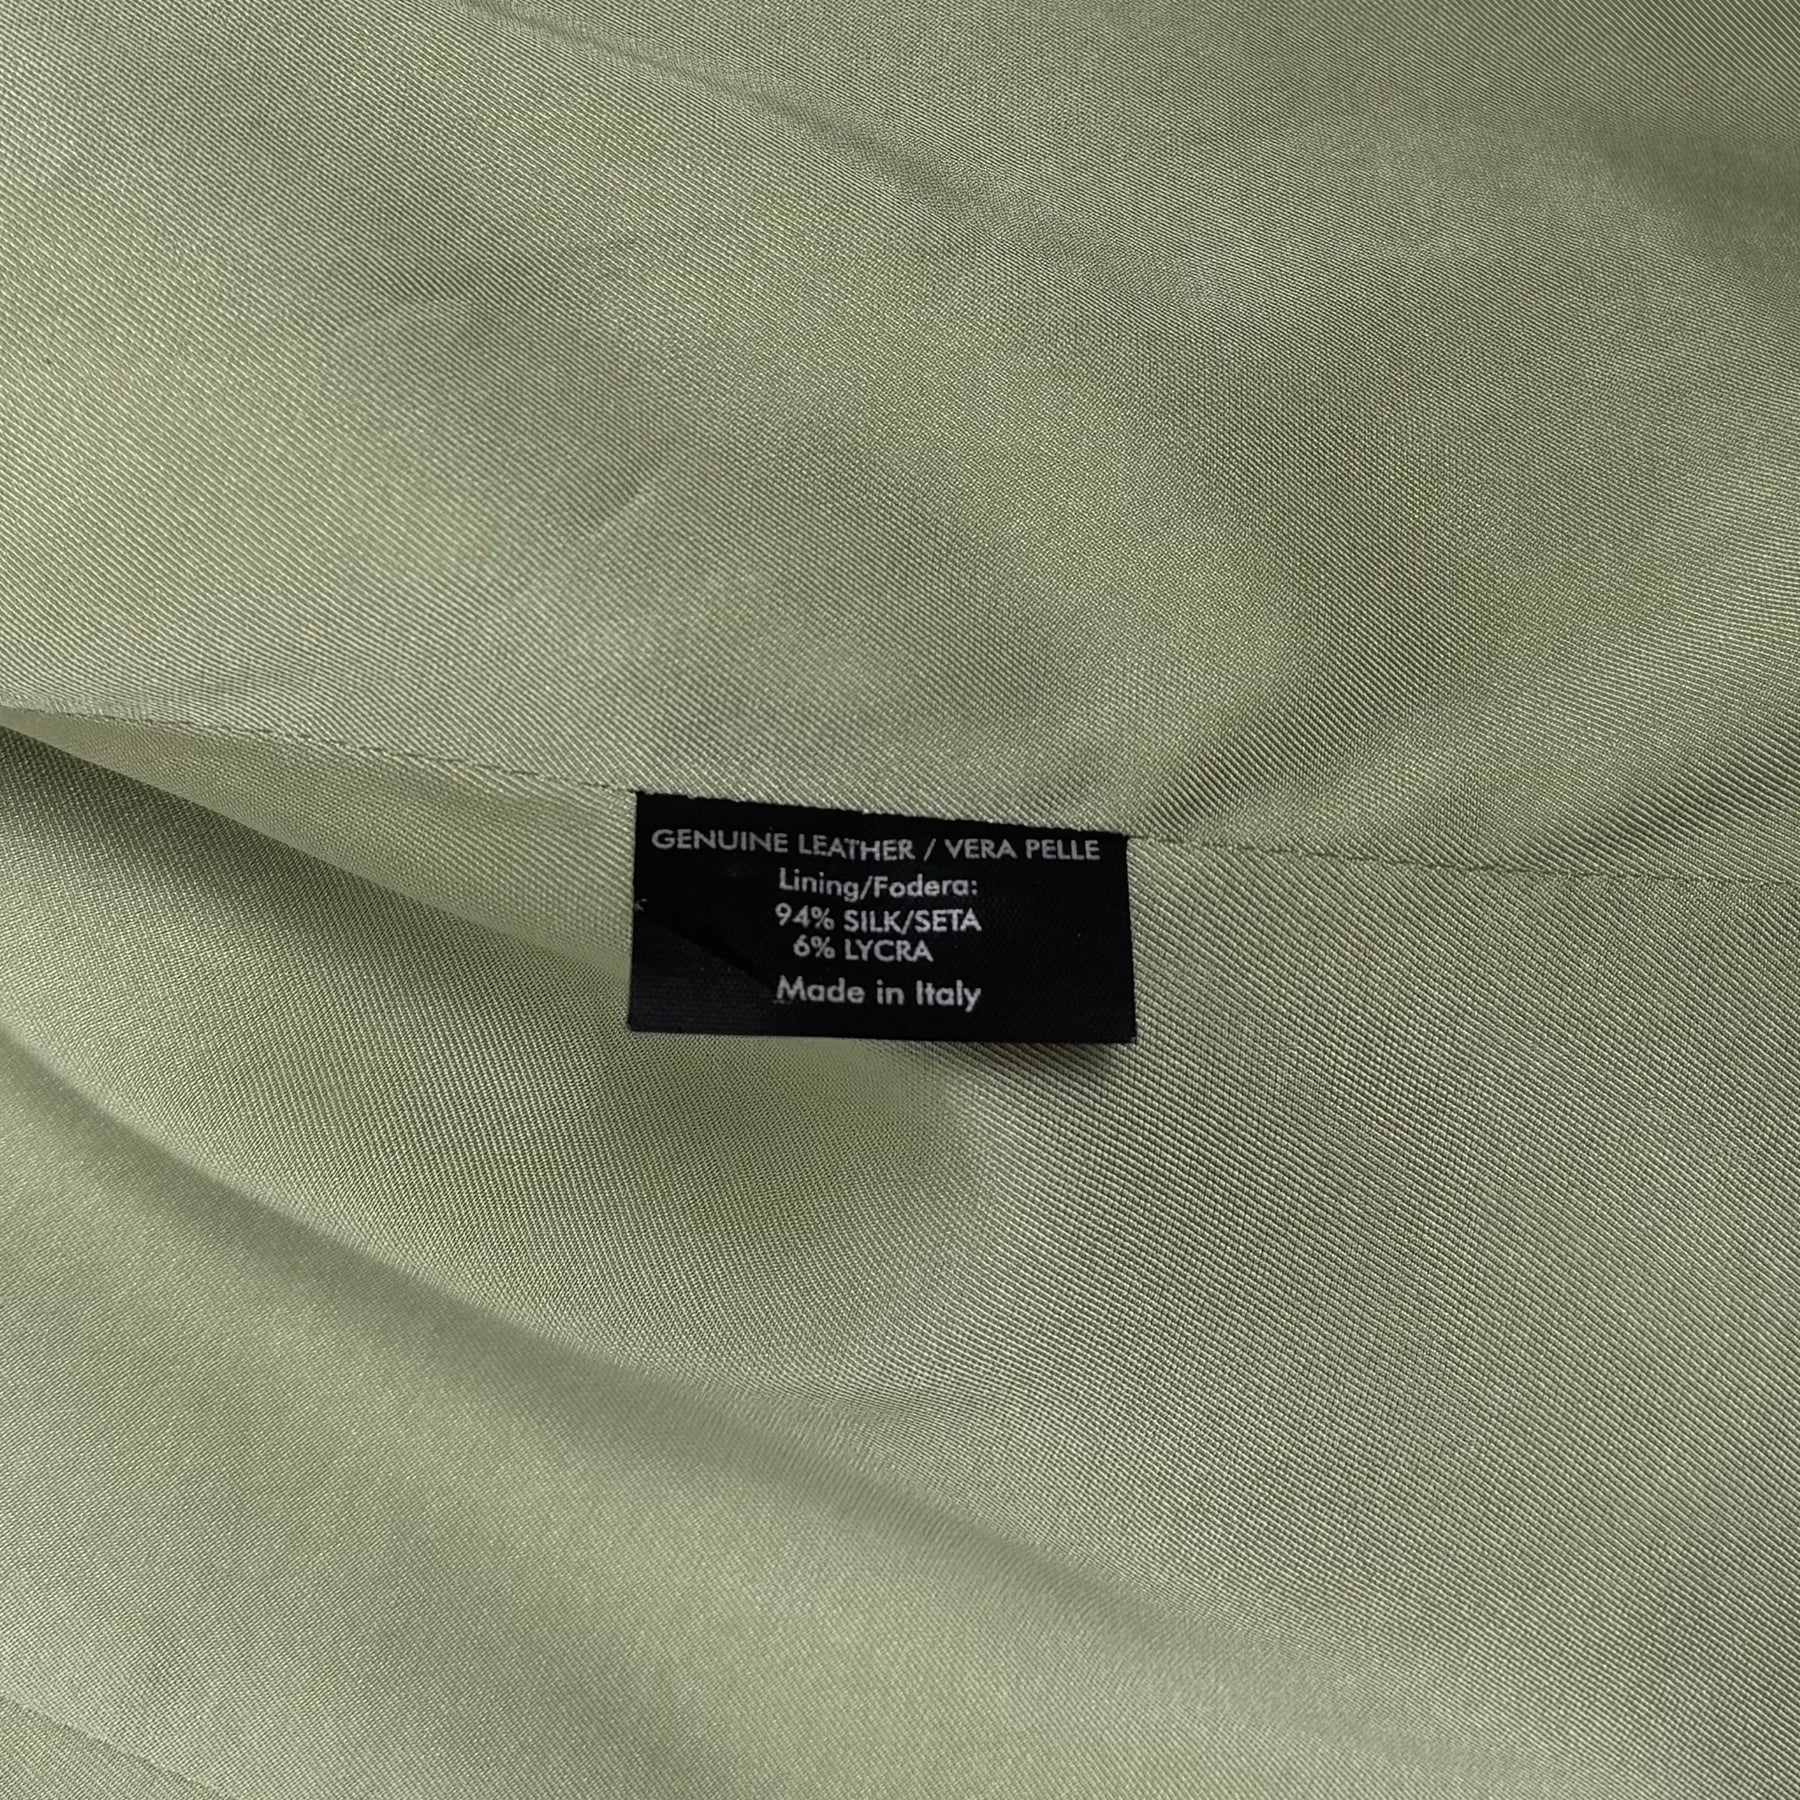 GENUINE LEATHER / VERA PELLE
Lining/Fodera:
94% SILK/SETA
6% LYCRA
Made in Italy